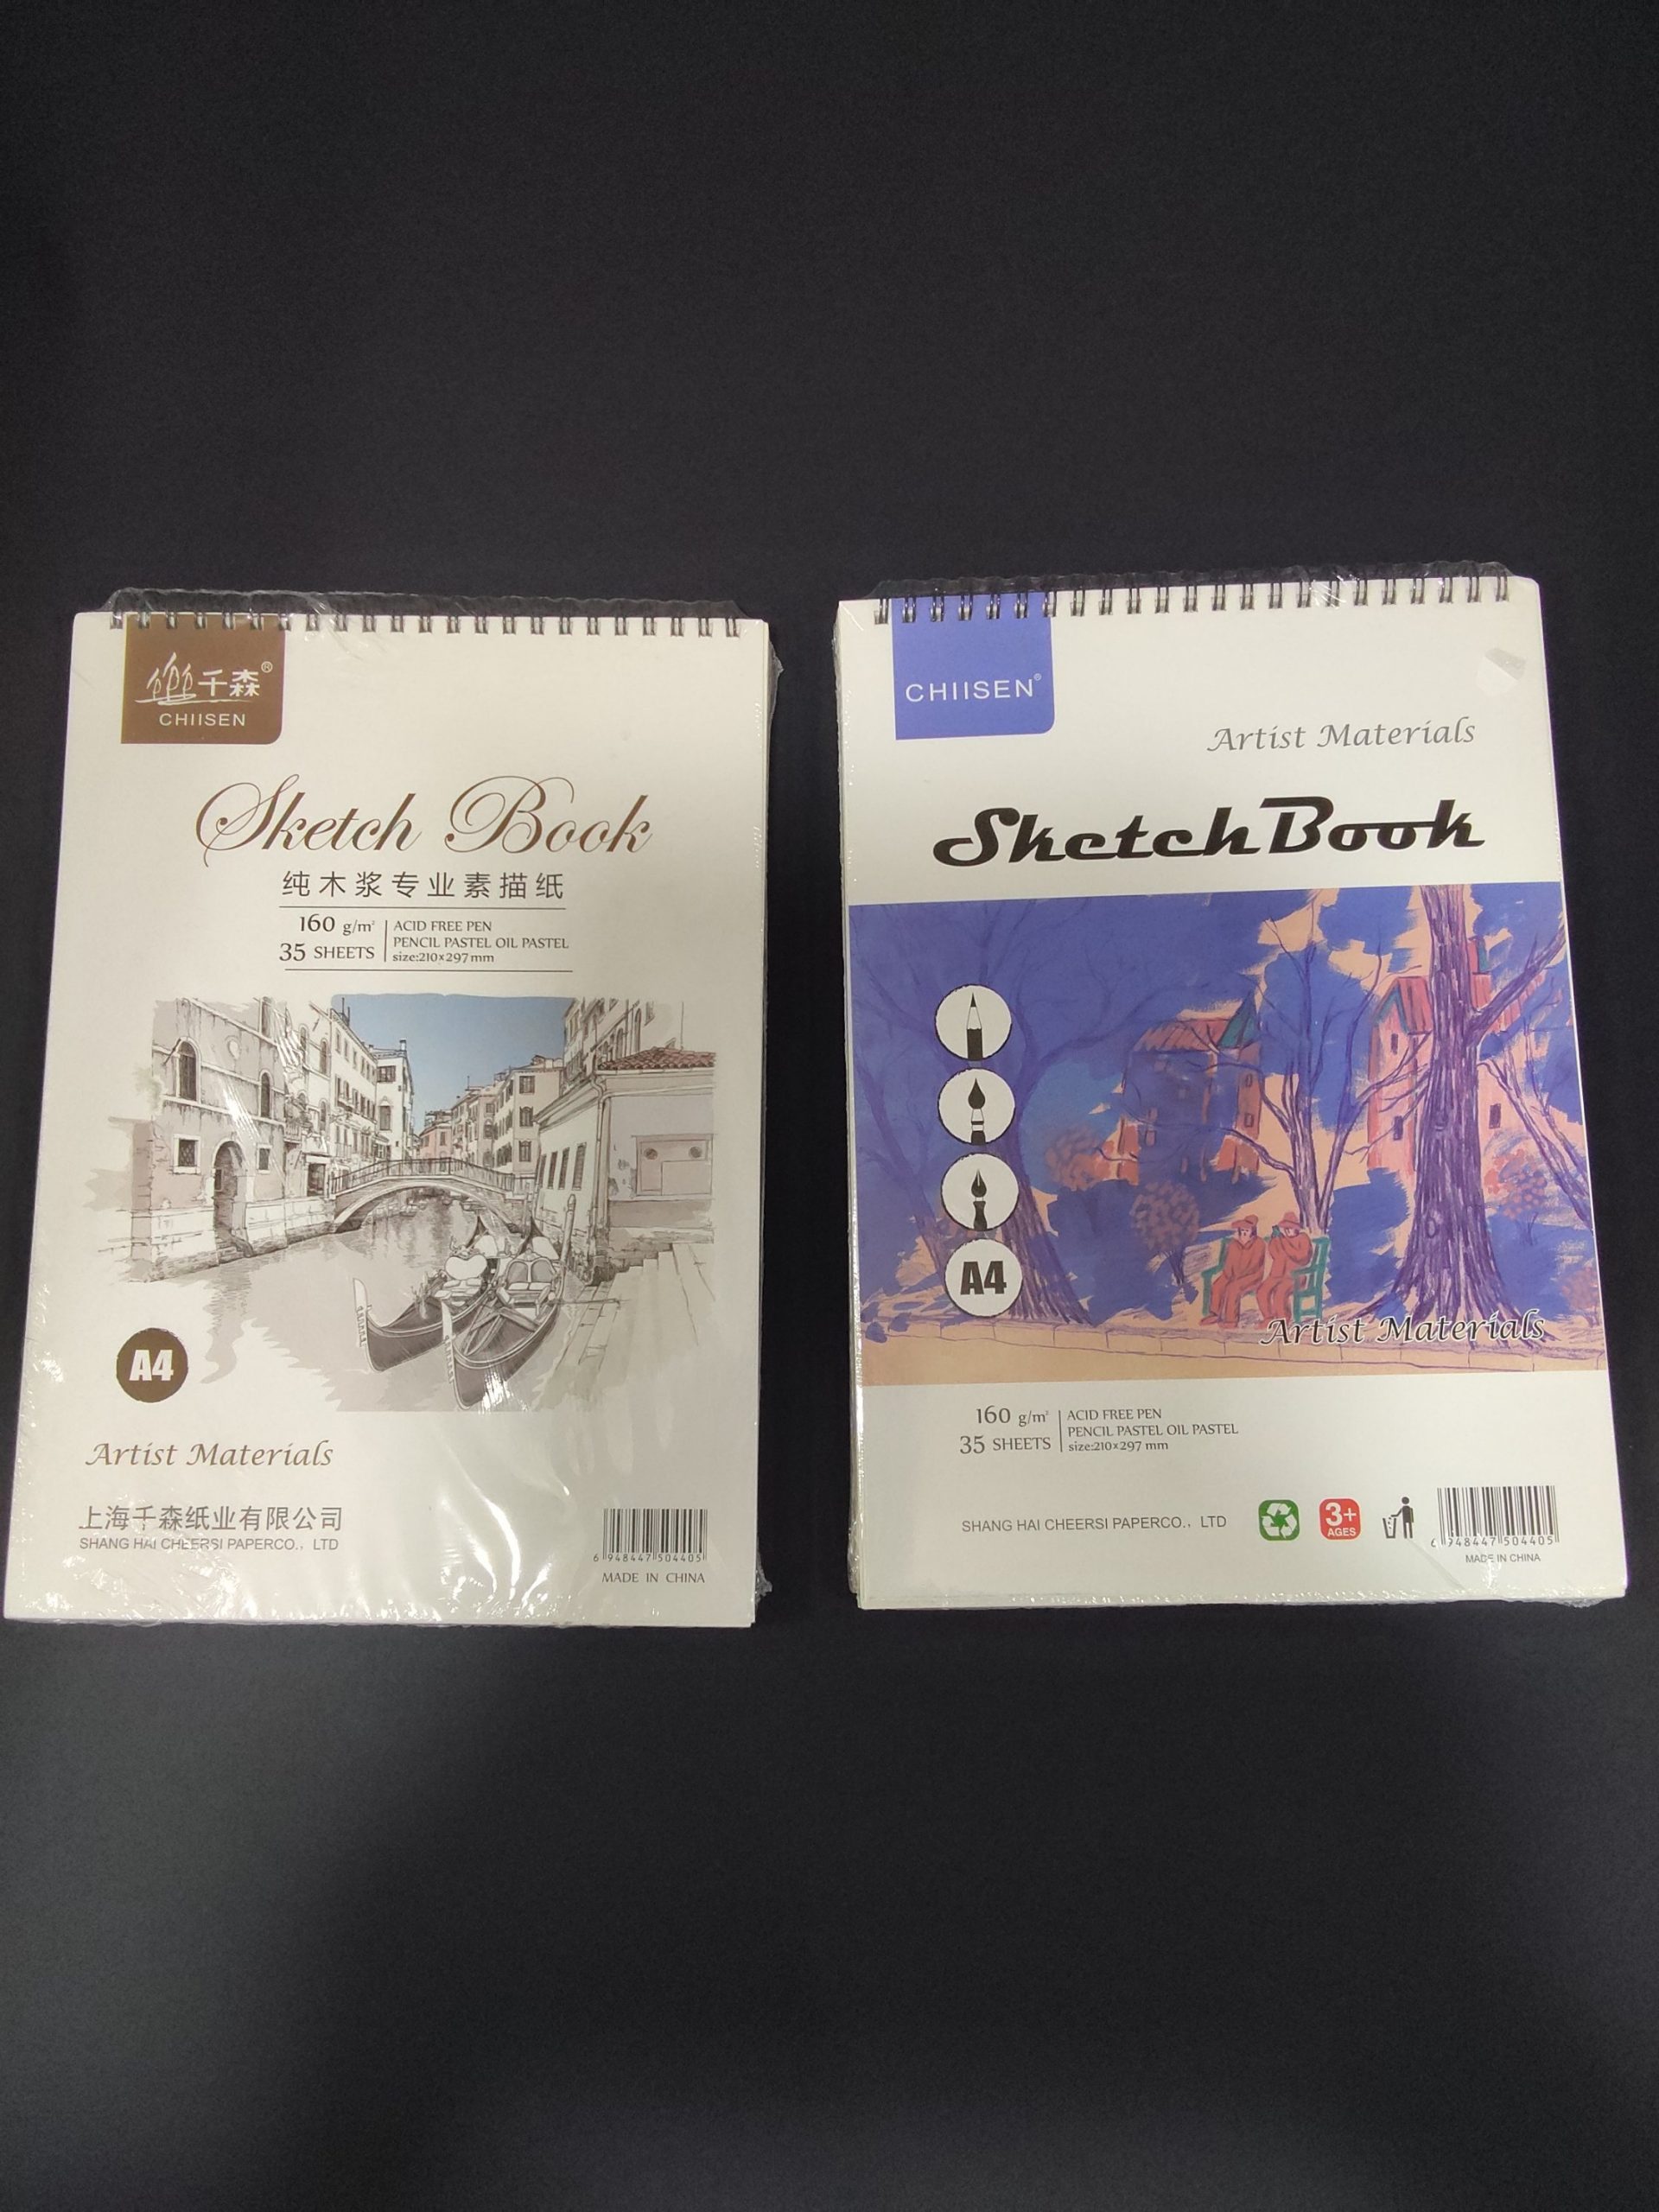 千森®
CHIISEN
Sketch Book
纯木浆专业素描纸
160 g/m²
35 SHEETS
ACID FREE PEN
PENCIL PASTEL OIL PASTEL
size:210×297mm
A4
Artist Materials
上海千森纸业有限公司
SHANG HAI CHEERSI PAPERCO., LTD
6 948447 504405
MADE IN CHINA
CHIISEN®
Artist Materials
Sketch Book
A4
Artist Materials
160 g/m²
35 SHEETS
ACID FREE PEN
PENCIL PASTEL OIL PASTEL
size:210×297 mm
SHANG HAI CHEERSI PAPERCO., LTD
3+
AGES
6 948447 504405
MADE IN CHINA